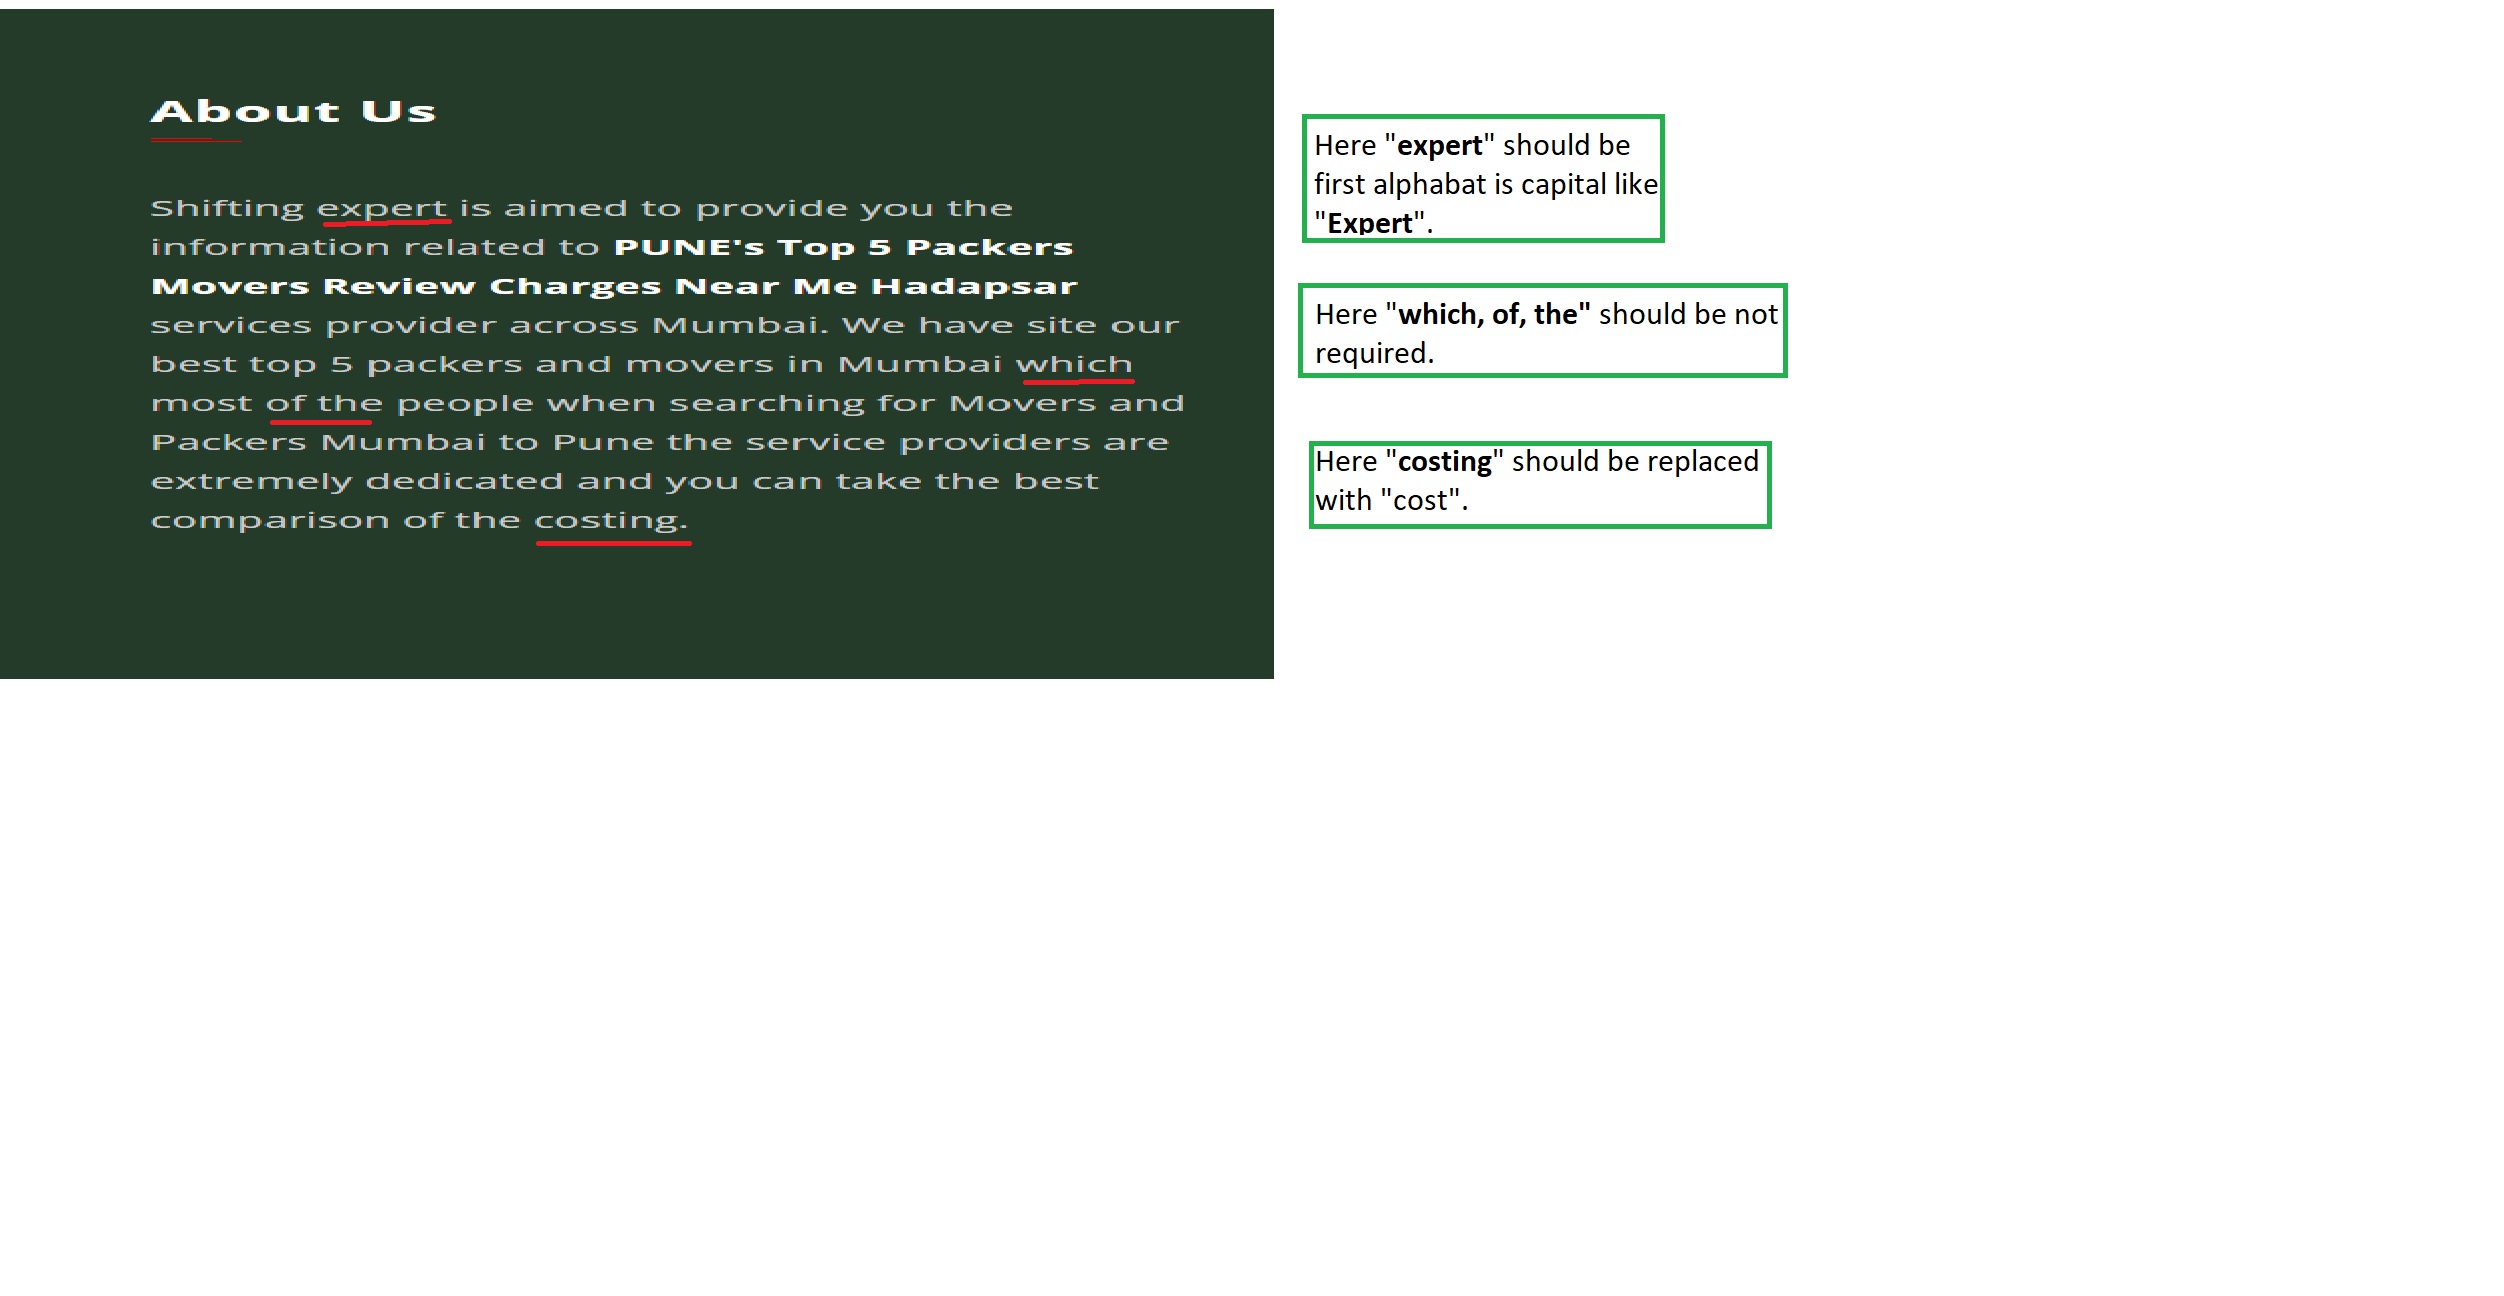 About Us
Shifting expert is aimed to provide you the
information related to PUNE's Top 5 Packers
Movers Review Charges Near Me Hadapsar
services provider across Mumbai. We have site our
best top 5 packers and movers in Mumbai which
most of the people when searching for Movers and
Packers Mumbai to Pune the service providers are
extremely dedicated and you can take the best
comparison of the costing.
Here "expert" should be
first alphabat is capital like
"Expert".
Here "which, of, the" should be not
required.
Here "costing" should be replaced
with "cost".